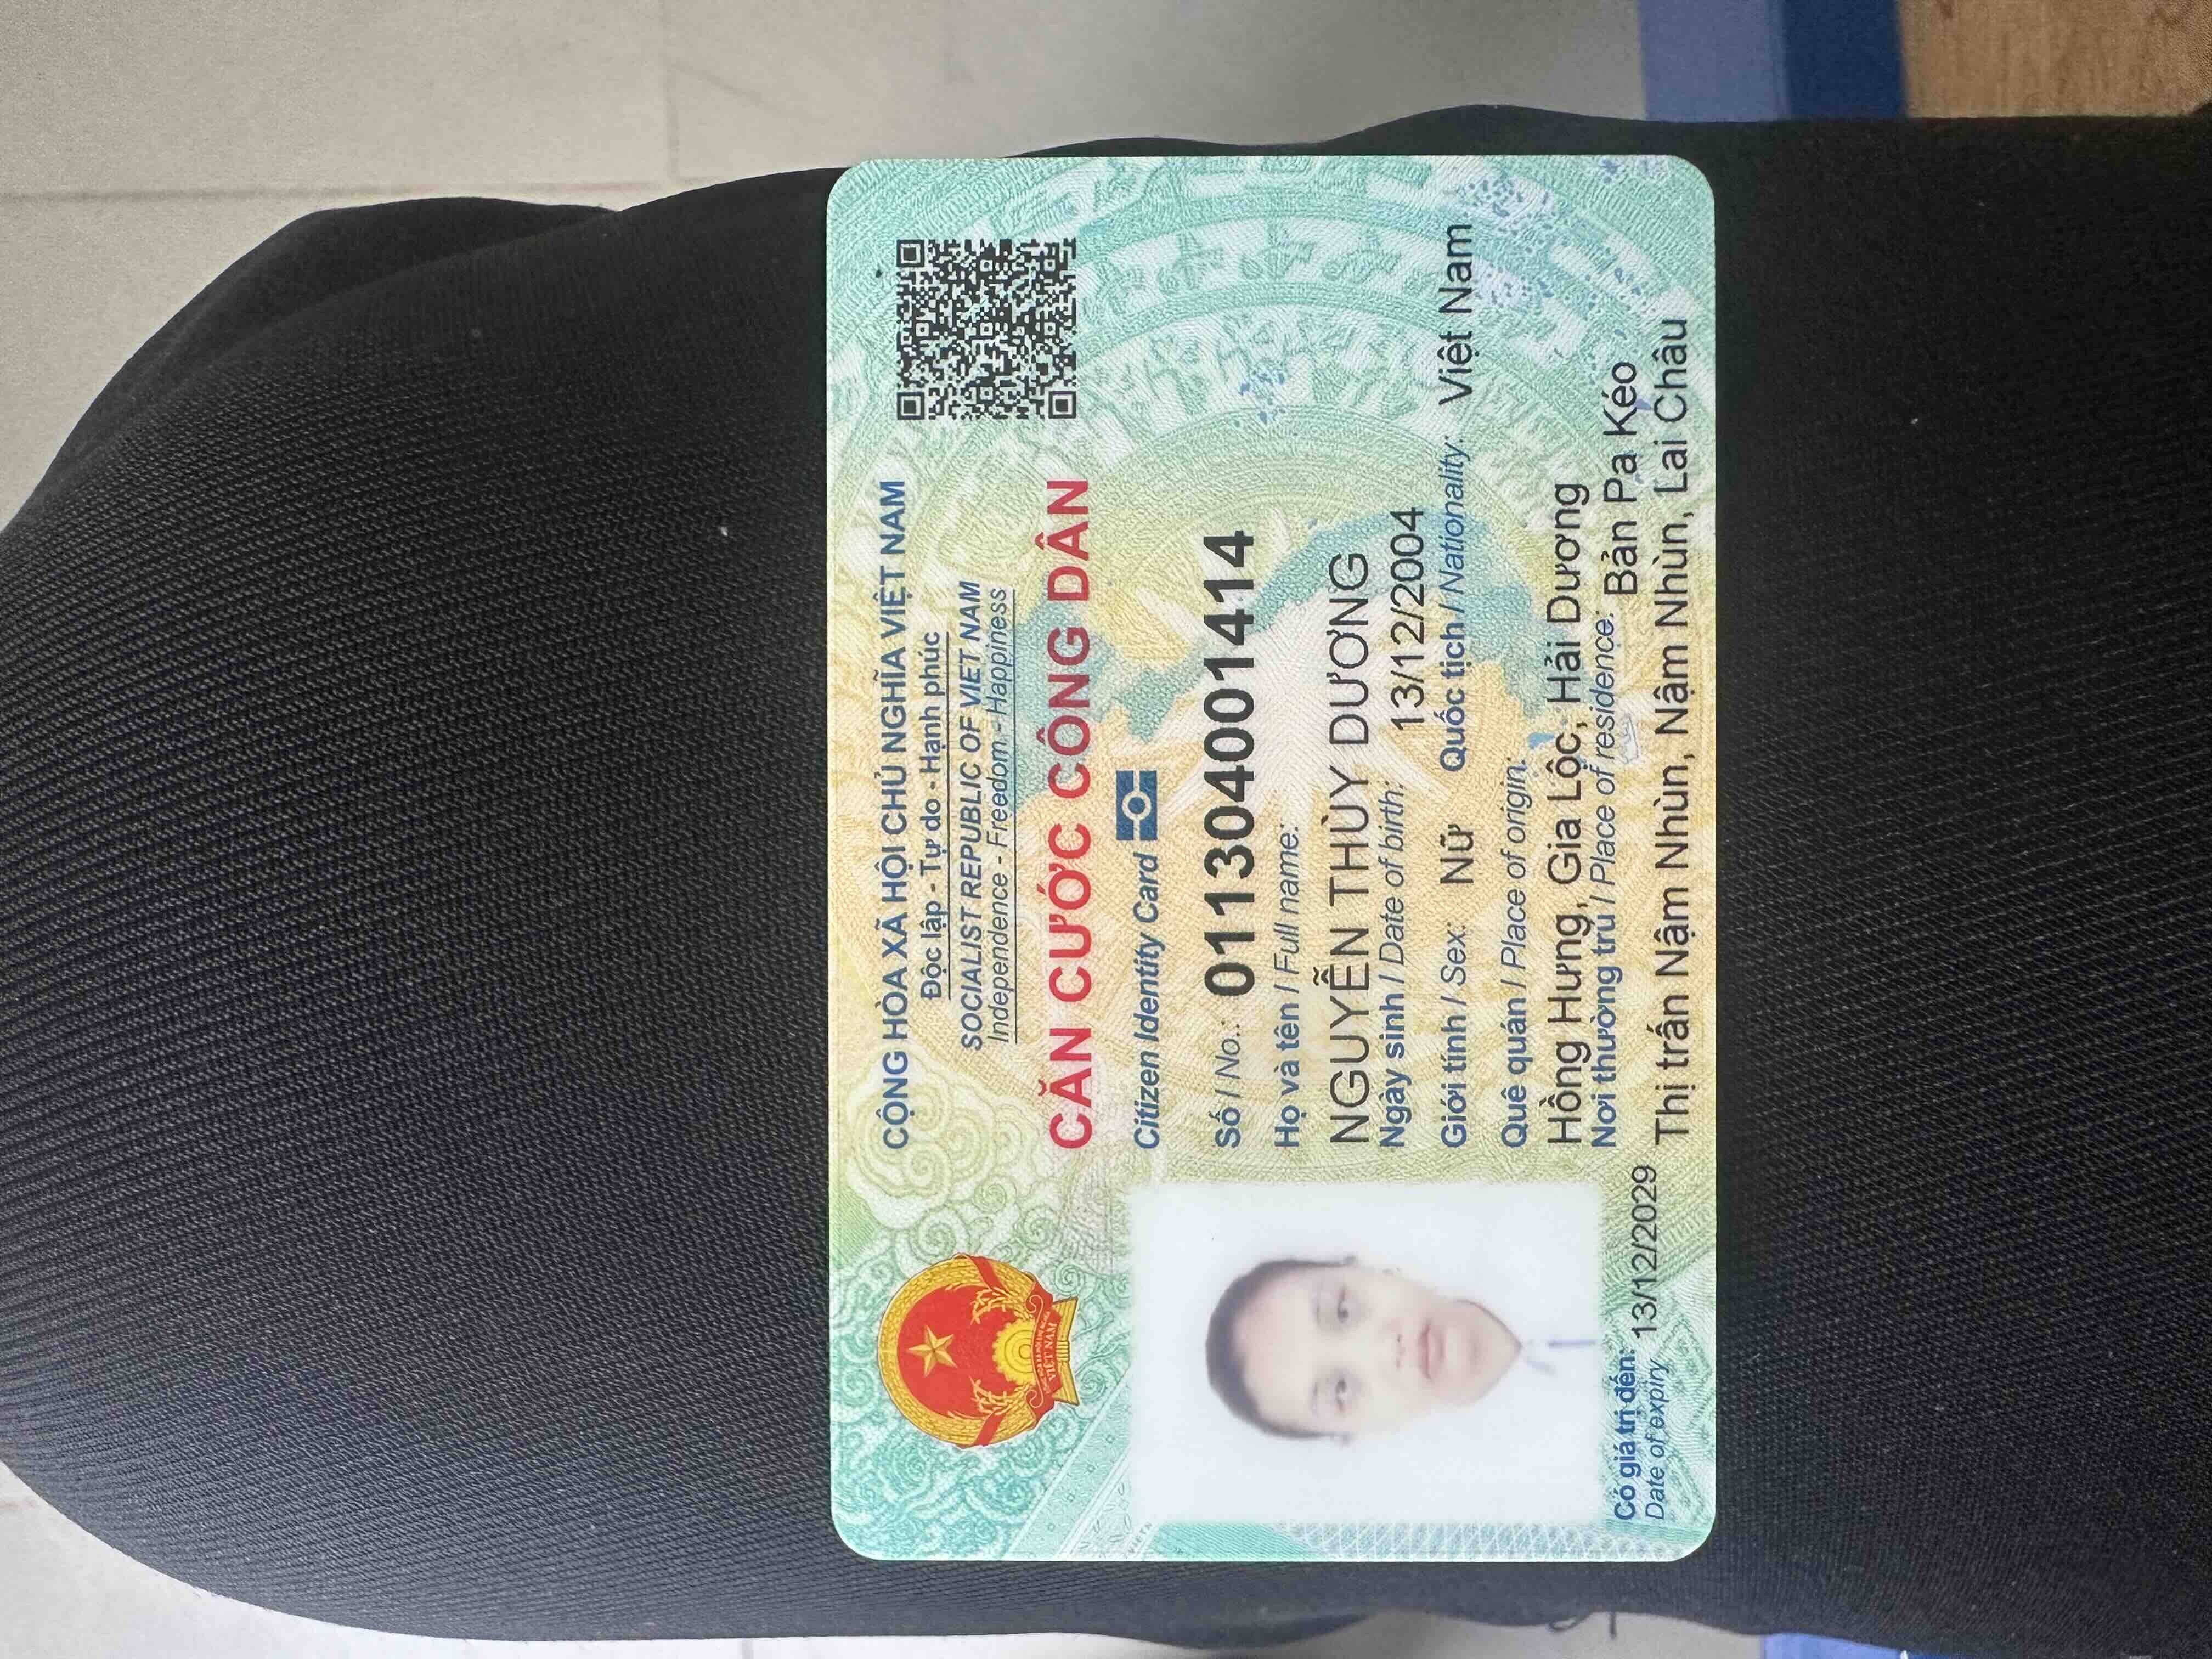 CỘNG HÒA XÃ HỘI CHỦ NGHĨA VIỆT NAM
Độc lập - Tự do - Hạnh phúc
SOCIALIST REPUBLIC OF VIET NAM
Independence - Freedom - Happiness
CĂN CƯỚC CÔNG DÂN
Citizen Identity Card
Số / No.: 011304001414
Họ và tên / Full name:
NGUYỄN THÙY DƯƠNG
Ngày sinh / Date of birth: 13/12/2004
Giới tính / Sex: Nữ Quốc tịch / Nationality: Việt Nam
Quê quán / Place of origin:
Hồng Hưng, Gia Lộc, Hải Dương
Nơi thường trú / Place of residence: Bản Pa Kéo
Thị trấn Nậm Nhùn, Nậm Nhùn, Lai Châu
Có giá trị đến: 13/12/2029
Date of expiry
VIỆT NAM